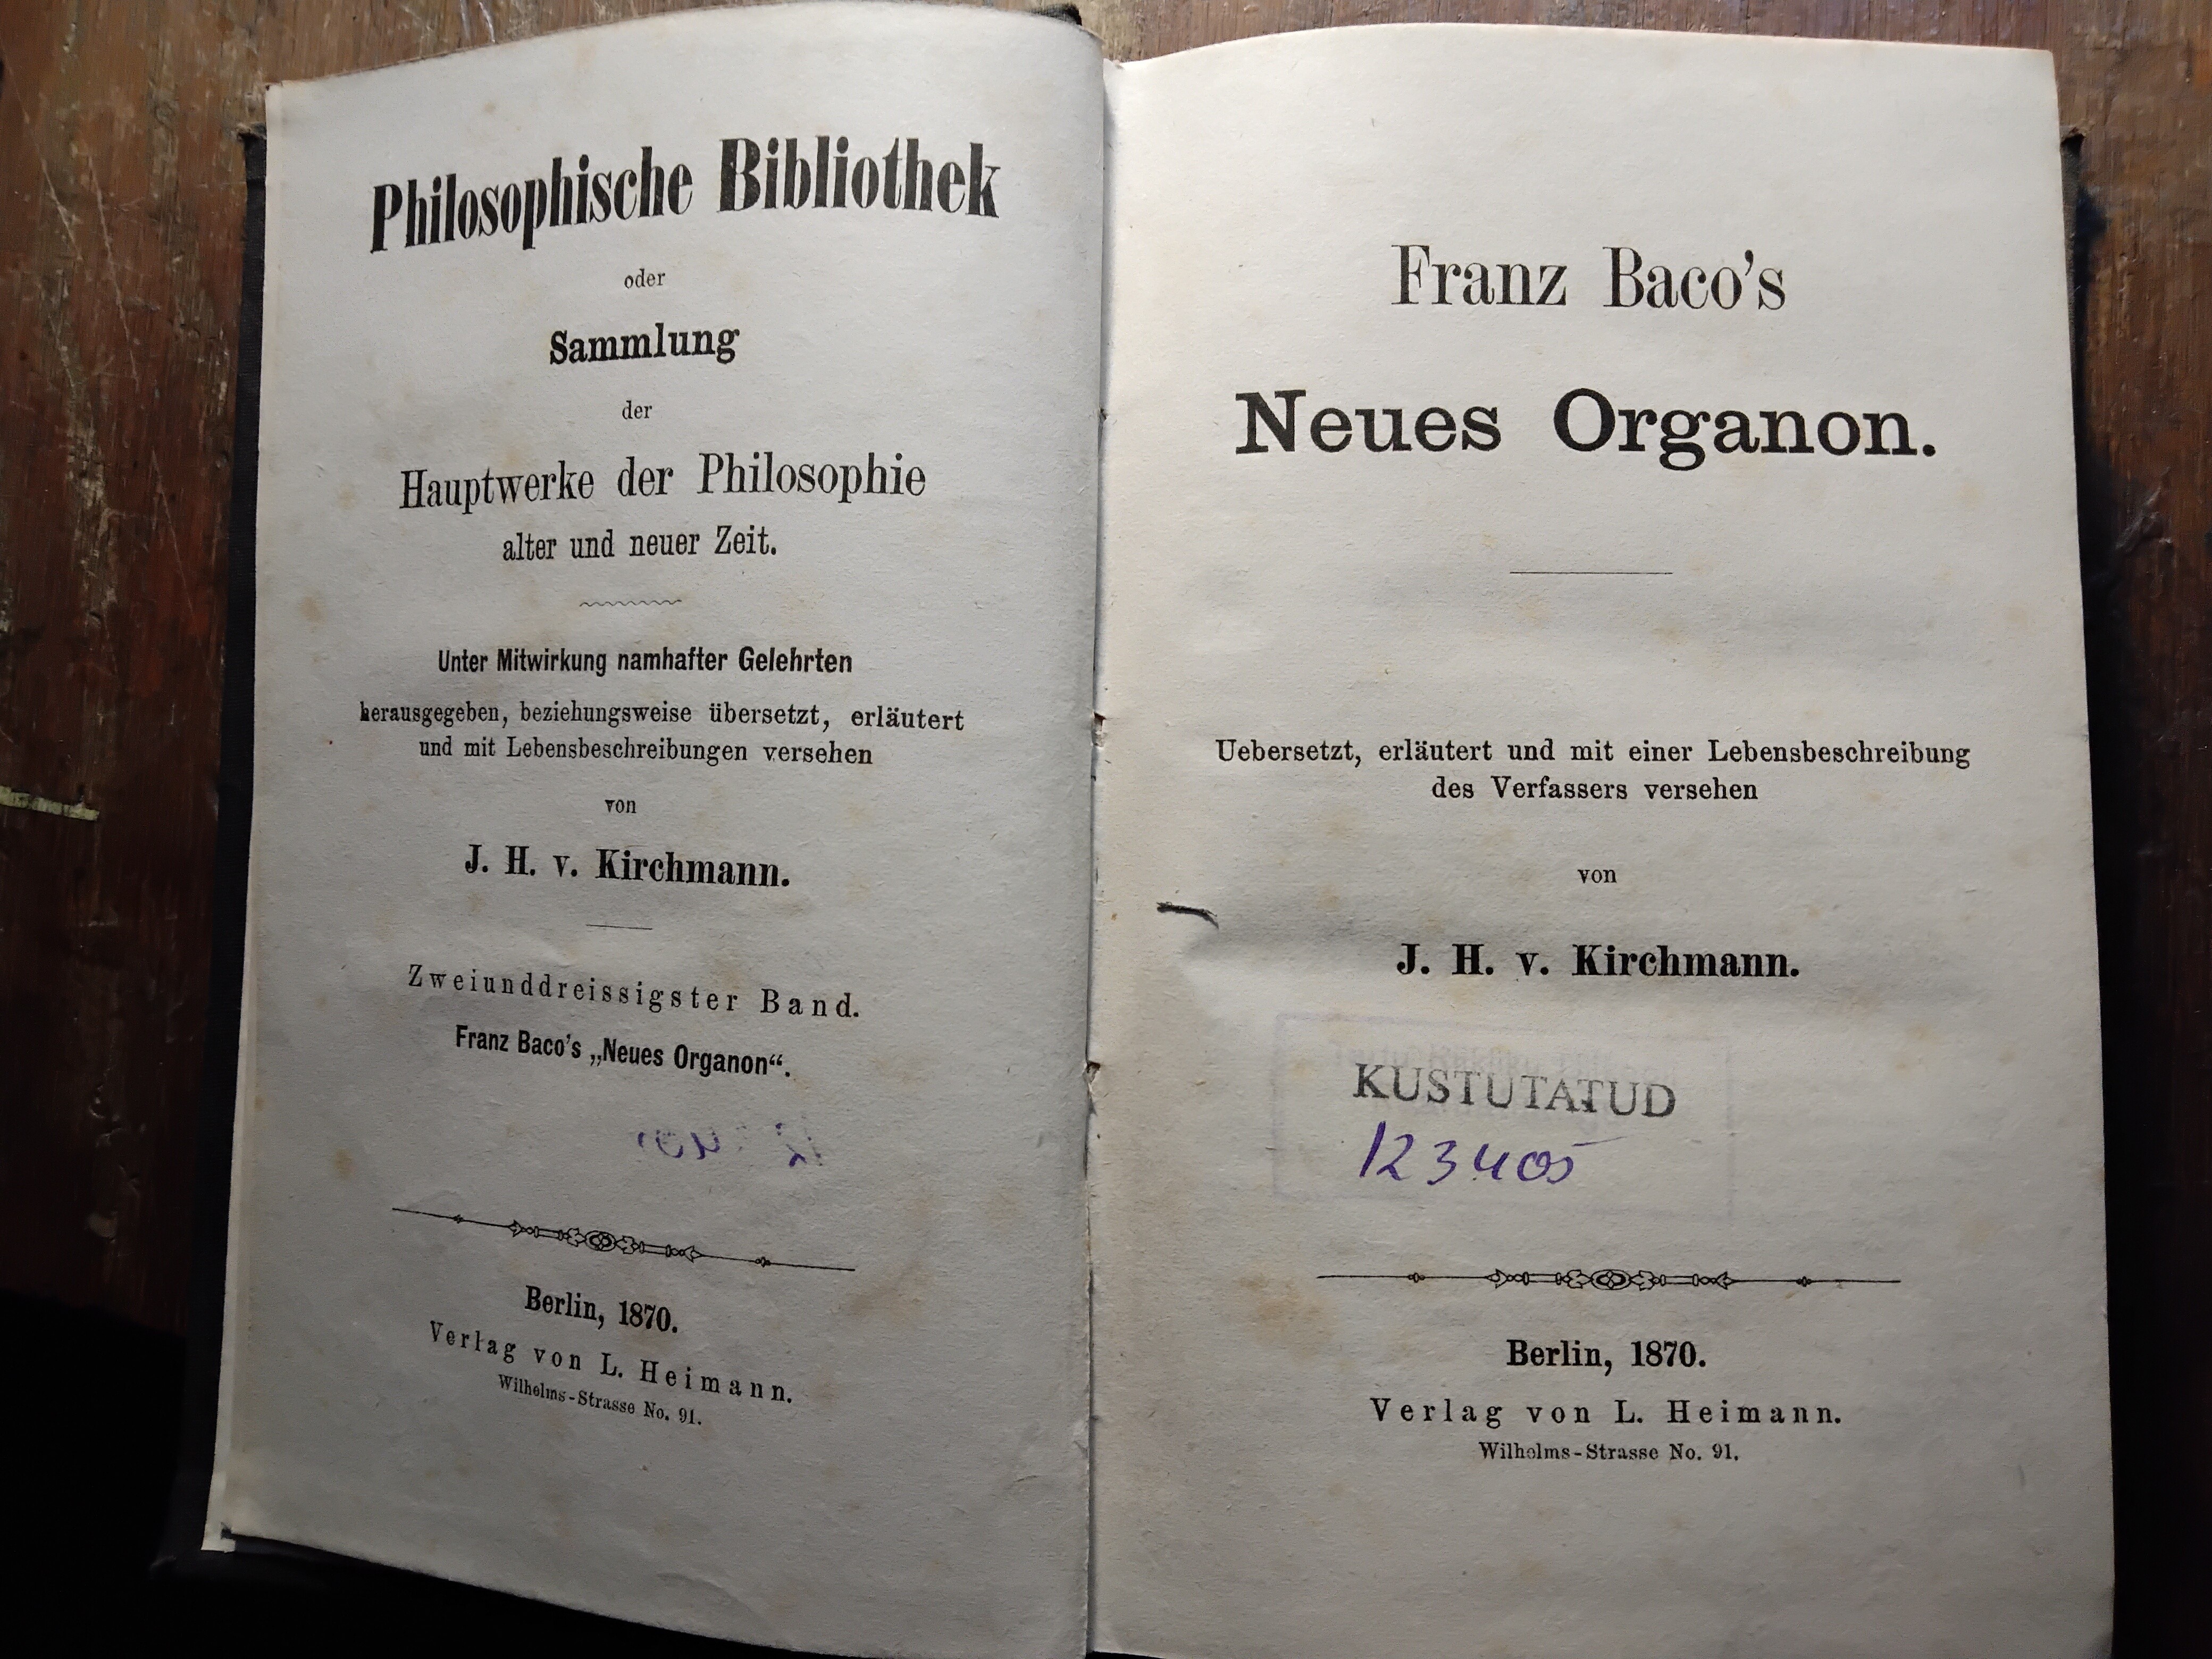 Philosophische Bibliothek
oder
Sammlung
der
Hauptwerke der Philosophie
alter und neuer Zeit.
Unter Mitwirkung namhafter Gelehrten
herausgegeben, beziehungsweise übersetzt, erläutert
und mit Lebensbeschreibungen versehen
von
J. H. v. Kirchmann.
Zweiunddreissigster Band.
Franz Baco's „Neues Organon“.
Berlin, 1870.
Verlag von L. Heimann.
Wilhelms-Strasse No. 91.
Franz Baco's
Neues Organon.
Uebersetzt, erläutert und mit einer Lebensbeschreibung
des Verfassers versehen
von
J. H. v. Kirchmann.
KUSTUTATUD
123405
Berlin, 1870.
Verlag von L. Heimann.
Wilhelms-Strasse No. 91.